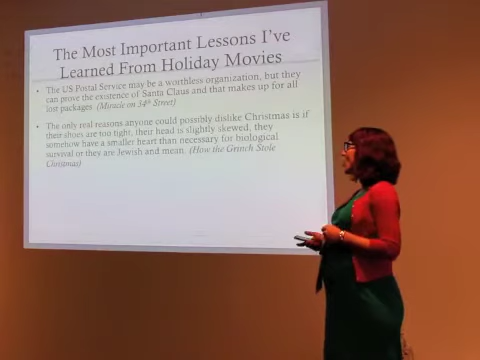 The Most Important Lessons I've
Learned From Holiday Movies
• The US Postal Service may be a worthless organization, but they
can prove the existence of Santa Claus and that makes up for all
lost packages. (Miracle on 34th Street)
• The only real reasons anyone could possibly dislike Christmas is if
their shoes are too tight, their head is slightly skewed, they
somehow have a smaller heart than necessary for biological
survival or they are Jewish and mean. (How the Grinch Stole
Christmas)